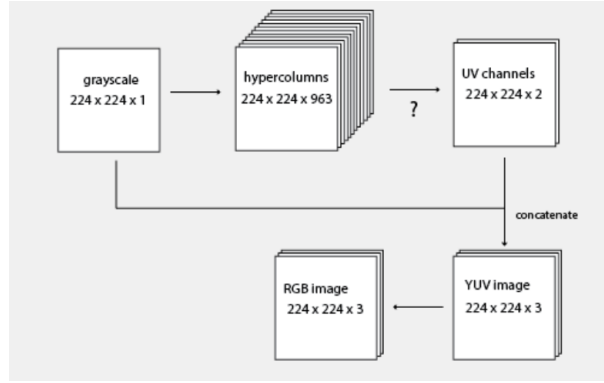 grayscale
224 x 224 x 1
hypercolumns
224 x 224 x 963
?
UV channels
224 x 224 x 2
concatenate
RGB image
224 x 224 x 3
YUV image
224 x 224 x 3